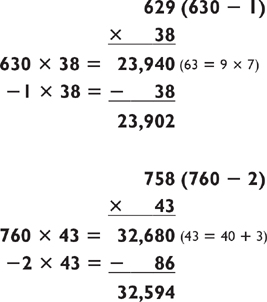 629 (630 − 1)
× 38
630 × 38 = 23,940 (63 = 9 × 7)
−1 × 38 = − 38
23,902
758 (760 − 2)
× 43
760 × 43 = 32,680 (43 = 40 + 3)
−2 × 43 = − 86
32,594